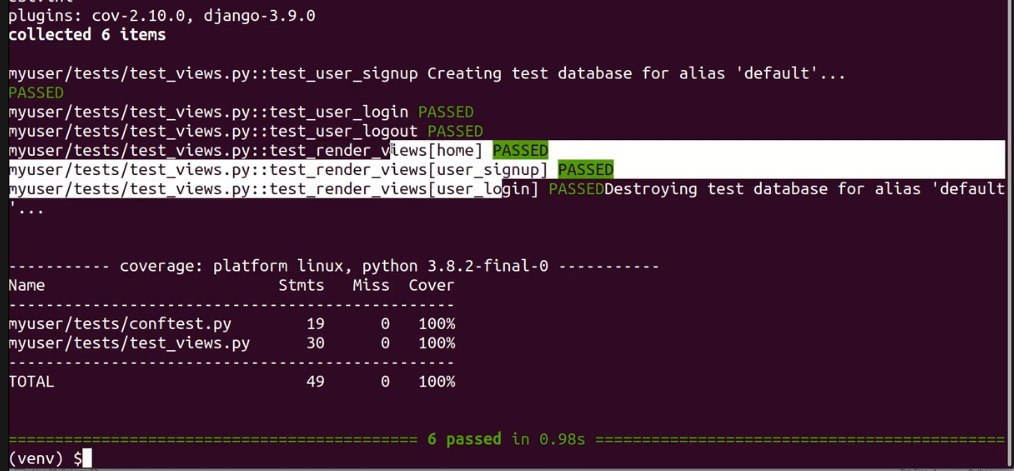 plugins: cov-2.10.0, django-3.9.0
collected 6 items
myuser/tests/test_views.py::test_user_signup Creating test database for alias 'default'...
PASSED
myuser/tests/test_views.py::test_user_login PASSED
myuser/tests/test_views.py::test_user_logout PASSED
myuser/tests/test_views.py::test_render_views[home] PASSED
myuser/tests/test_views.py::test_render_views[user_signup] PASSED
myuser/tests/test_views.py::test_render_views[user_login] PASSEDDestroying test database for alias 'default
'...
----------- coverage: platform linux, python 3.8.2-final-0 -----------
Name Stmts Miss Cover
------------------------------------------------
myuser/tests/conftest.py 19 0 100%
myuser/tests/test_views.py 30 0 100%
------------------------------------------------
TOTAL 49 0 100%
============================================ 6 passed in 0.98s ============================================
(venv) $